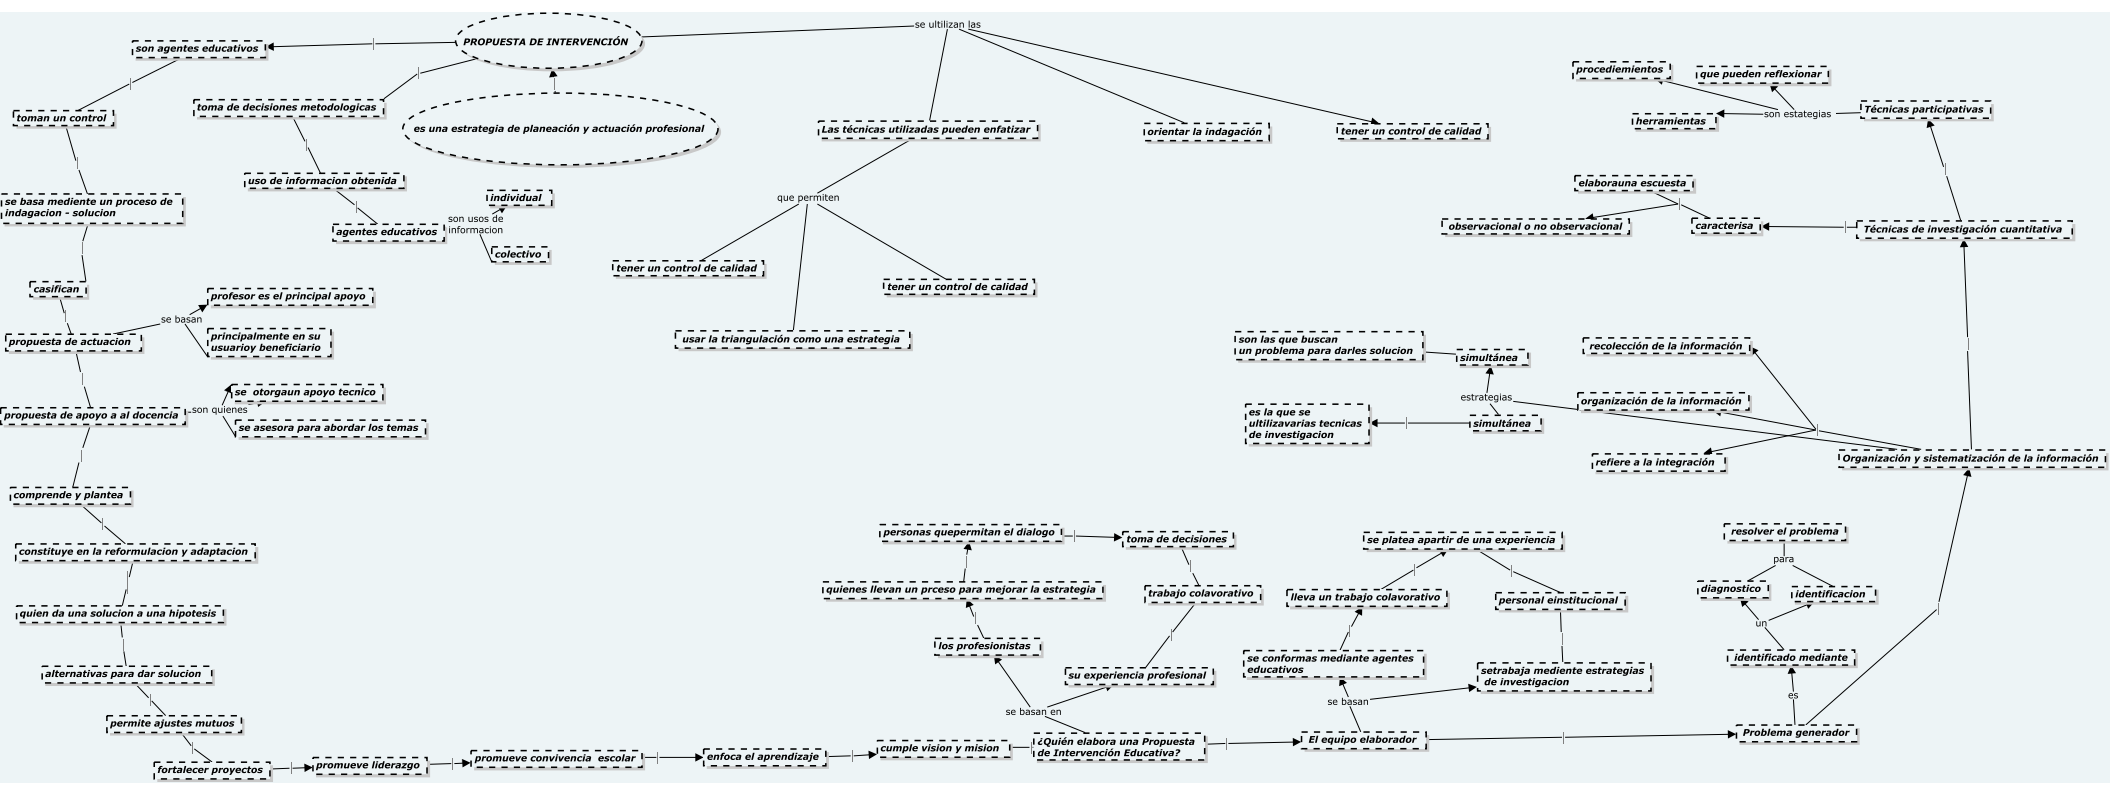 se ultilizan las
PROPUESTA DE INTERVENCIÓN
son agentes educativos
procediemientos
que pueden reflexionar
toma de decisiones metodologicas
Técnicas participativas
son estategias
herramientas
toman un control
es una estrategia de planeación y actuación profesional
Las técnicas utilizadas pueden enfatizar
orientar la indagación
tener un control de calidad
uso de informacion obtenida
elaborauna escuesta
individual
que permiten
se basa mediente un proceso de
indagacion - solucion
son usos de
informacion
agentes educativos
observacional o no observacional
caracterisa
Técnicas de investigación cuantitativa
colectivo
tener un control de calidad
tener un control de calidad
casifican
profesor es el principal apoyo
se basan
propuesta de actuacion
principalmente en su
usuarioy beneficiario
usar la triangulación como una estrategia
son las que buscan
un problema para darles solucion
simultánea
recolección de la información
se otorgaun apoyo tecnico
estrategias
organización de la información
propuesta de apoyo a al docencia
son quienes
se asesora para abordar los temas
es la que se
ultilizavarias tecnicas
de investigacion
simultánea
refiere a la integración
Organización y sistematización de la información
comprende y plantea
personas quepermitan el dialogo
toma de decisiones
se platea apartir de una experiencia
resolver el problema
constituye en la reformulacion y adaptacion
para
quienes llevan un prceso para mejorar la estrategia
trabajo colavorativo
lleva un trabajo colavorativo
personal einstitucional
diagnostico
identificacion
quien da una solucion a una hipotesis
un
los profesionistas
se conformas mediante agentes
educativos
identificado mediante
alternativas para dar solucion
su experiencia profesional
setrabaja mediente estrategias
de investigacion
es
se basan en
se basan
permite ajustes mutuos
cumple vision y mision
¿Quién elabora una Propuesta
de Intervención Educativa?
El equipo elaborador
Problema generador
fortalecer proyectos
promueve liderazgo
promueve convivencia escolar
enfoca el aprendizaje